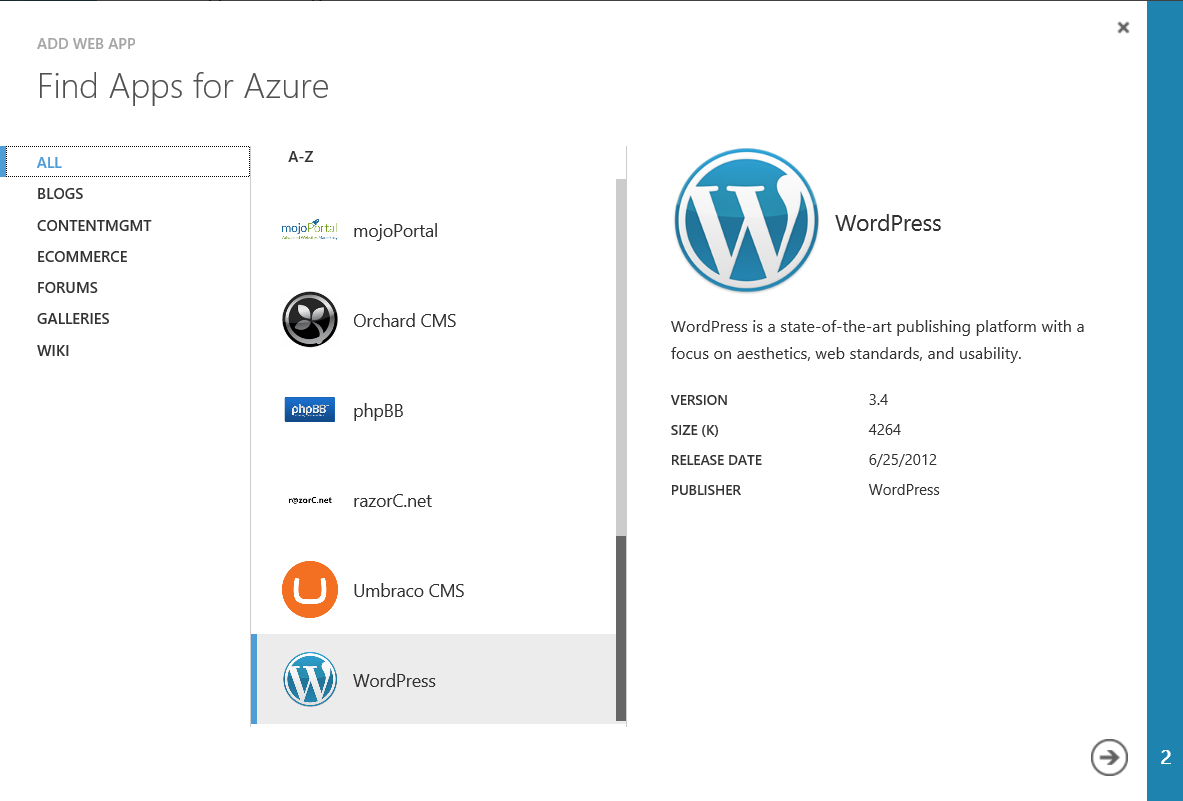 ADD WEB APP
Find Apps for Azure
ALL
BLOGS
CONTENTMGMT
ECOMMERCE
FORUMS
GALLERIES
WIKI
A-Z
mojoPortal
mojoPortal
Orchard CMS
phpBB
phpBB
r@zorC.net
razorC.net
Umbraco CMS
WordPress
WordPress
WordPress is a state-of-the-art publishing platform with a
focus on aesthetics, web standards, and usability.
VERSION 3.4
SIZE (K) 4264
RELEASE DATE 6/25/2012
PUBLISHER WordPress
2